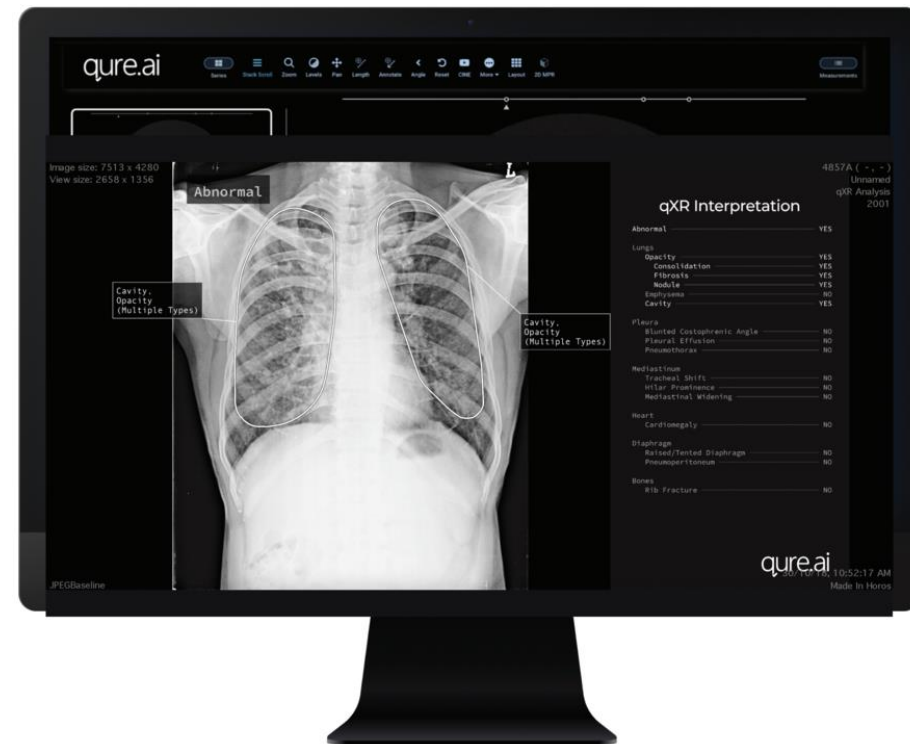 qure.ai
Series
Stack Scroll
Zoom
Levels
Pan
Length
Annotate
Angle
Reset
CINE
More
Layout
2D MPR
Measurements
Image size: 7513 x 4280
View size: 2658 x 1356
L
4857A ( -, -)
Unnamed
qXR Analysis
2001
Abnormal
Cavity,
Opacity
(Multiple Types)
Cavity,
Opacity
(Multiple Types)
qXR Interpretation
Abnormal YES
Lungs
Opacity YES
Consolidation YES
Fibrosis YES
Nodule YES
Emphysema NO
Cavity YES
Pleura
Blunted Costophrenic Angle NO
Pleural Effusion NO
Pneumothorax NO
Mediastinum
Tracheal Shift NO
Hilar Prominence NO
Mediastinal Widening NO
Heart
Cardiomegaly NO
Diaphragm
Raised/Tented Diaphragm NO
Pneumoperitoneum NO
Bones
Rib Fracture NO
qure.ai
JPEGBaseline
10:52:17 AM
Made In Horos